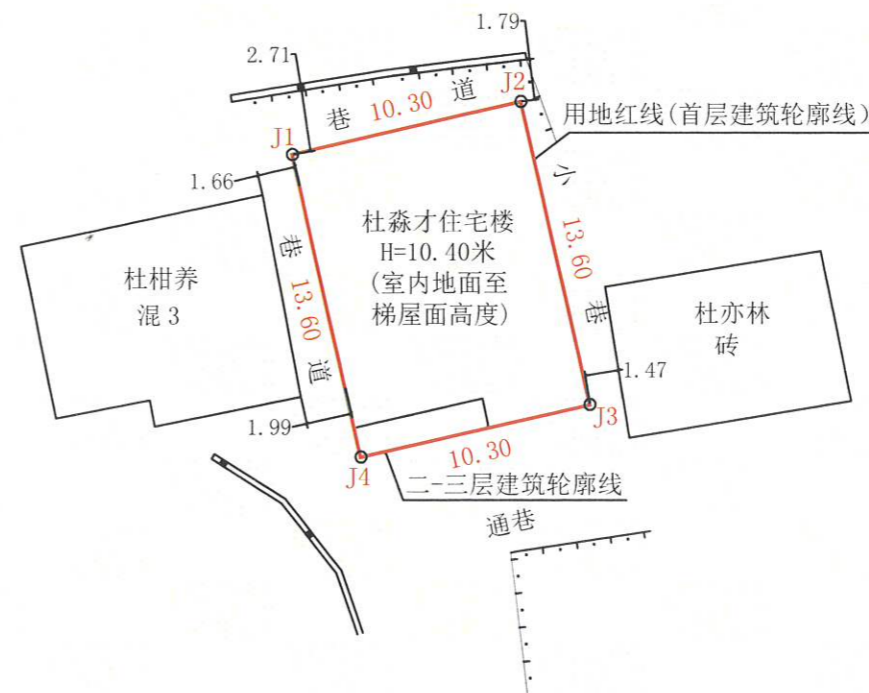 1.79
2.71
J2
巷 10.30 道
用地红线(首层建筑轮廓线)
J1
1.66
小 13.60 巷
巷 13.60 道
杜淼才住宅楼
H=10.40米
(室内地面至
梯屋面高度)
杜柑养
混 3
杜亦林
砖
1.47
J3
1.99
10.30
J4
二-三层建筑轮廓线
通巷